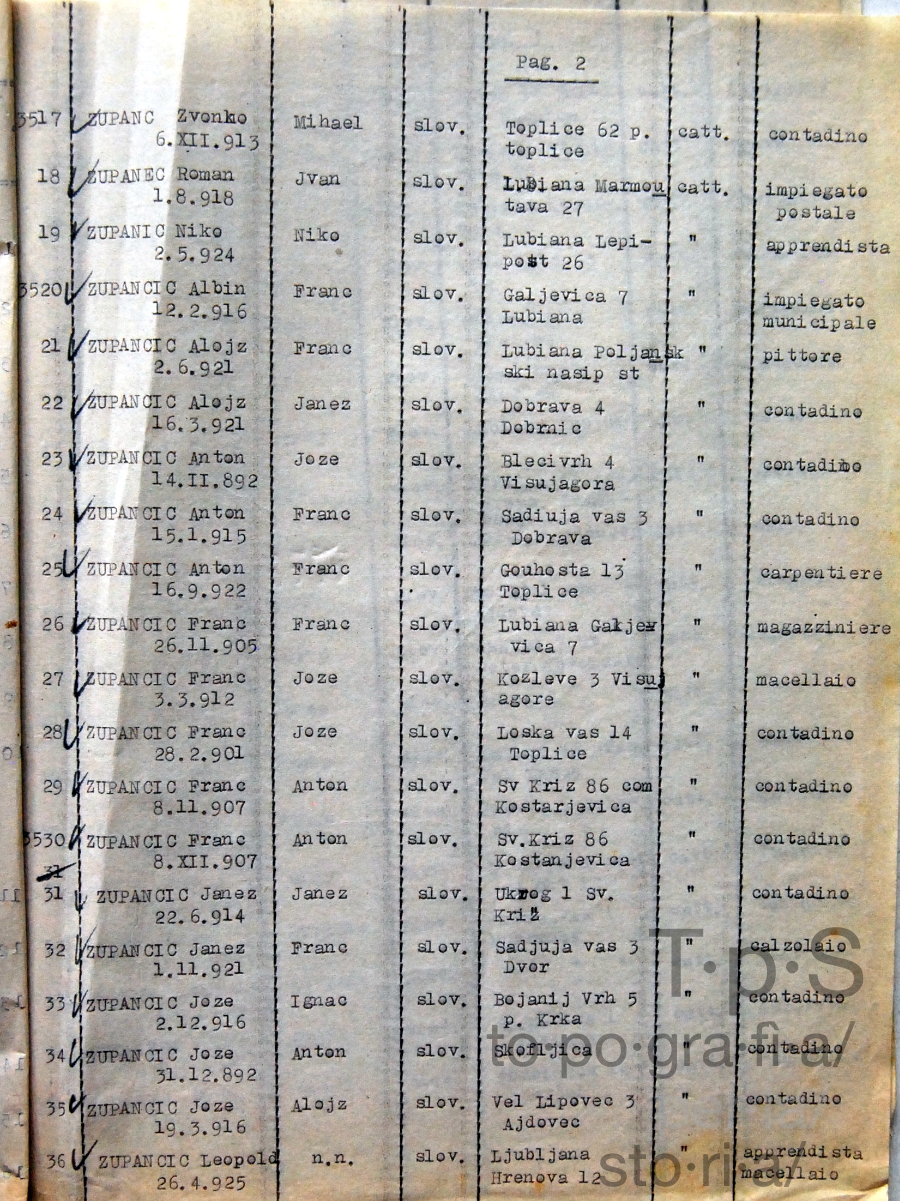 Pag. 2
3517 ZUPANC Zvonko Mihael slov. Toplice 62 p. catt. contadino
6.XII.913 toplice
18 ZUPANEC Roman Jvan slov. Lubiana Marmou catt. impiegato
1.8.918 tava 27 postale
19 ZUPANIC Niko Niko slov. Lubiana Lepi- " apprendista
2.5.924 post 26
3520 ZUPANCIC Albin Franc slov. Galjevica 7 " impiegato
12.2.916 Lubiana municipale
21 ZUPANCIC Alojz Franc slov. Lubiana Poljansk " pittore
2.6.921 ski nasip st
22 ZUPANCIC Alojz Janez slov. Dobrava 4 " contadino
16.3.921 Dobrnic
23 ZUPANCIC Anton Joze slov. Blecivrh 4 " contadino
14.II.892 Visujagora
24 ZUPANCIC Anton Franc slov. Sadiuja vas 3 " contadino
15.1.915 Dobrava
25 ZUPANCIC Anton Franc slov. Gouhosta 13 " carpentiere
16.9.922 Toplice
26 ZUPANCIC Franc Franc slov. Lubiana Galjev " magazziniere
26.11.905 vica 7
27 ZUPANCIC Franc Joze slov. Kozleve 3 Visuj " macellaio
3.3.912 agore
28 ZUPANCIC Franc Joze slov. Loska vas 14 " contadino
28.2.901 Toplice
29 ZUPANCIC Franc Anton slov. Sv Kriz 86 com " contadino
8.11.907 Kostarjevica
3530 ZUPANCIC Franc Anton slov. Sv.Kriz 86 " contadino
8.XII.907 Kostanjevica
31
31 ZUPANCIC Janez Janez slov. Ukrog 1 Sv. " contadino
22.6.914 Kriz
32 ZUPANCIC Janez Franc slov. Sadjuja vas 3 " calzolaio
1.11.921 Dvor
33 ZUPANCIC Joze Ignac slov. Bojanij Vrh 5 " contadino
2.12.916 p. Krka
34 ZUPANCIC Joze Anton slov. Skofljica " contadino
31.12.892
35 ZUPANCIC Joze Alojz slov. Vel Lipovec 3 " contadino
19.3.916 Ajdovec
36 ZUPANCIC Leopold n.n. slov. Ljubljana " apprendista
26.4.925 Hrenova 12 macellaio
T·p·S
to·po·gra·fi·a/
sto·ri·a/